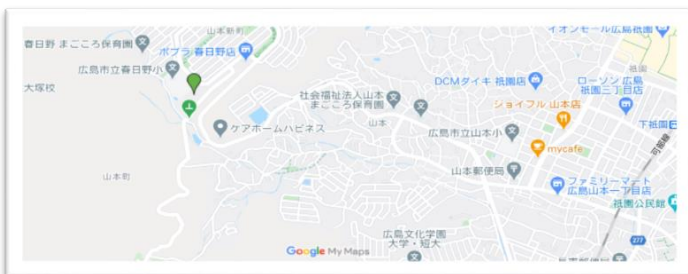 山本新町
イオンモール広島祇園
春日野 まごころ保育園
ポプラ 春日野店
広島市立春日野小
大塚校
社会福祉法人山本
まごころ保育園
DCMダイキ 祇園店
ローソン 広島
祇園三丁目店
祇園
ショイフル 山本店
下祇園
ケアホームハピネス
山本
広島市立山本小
mycafe
可部線
山本町
山本郵便局
ファミリーマート
広島山本一丁目店
祇園公民館
広島文化学園
大学・短大
Google My Maps
277